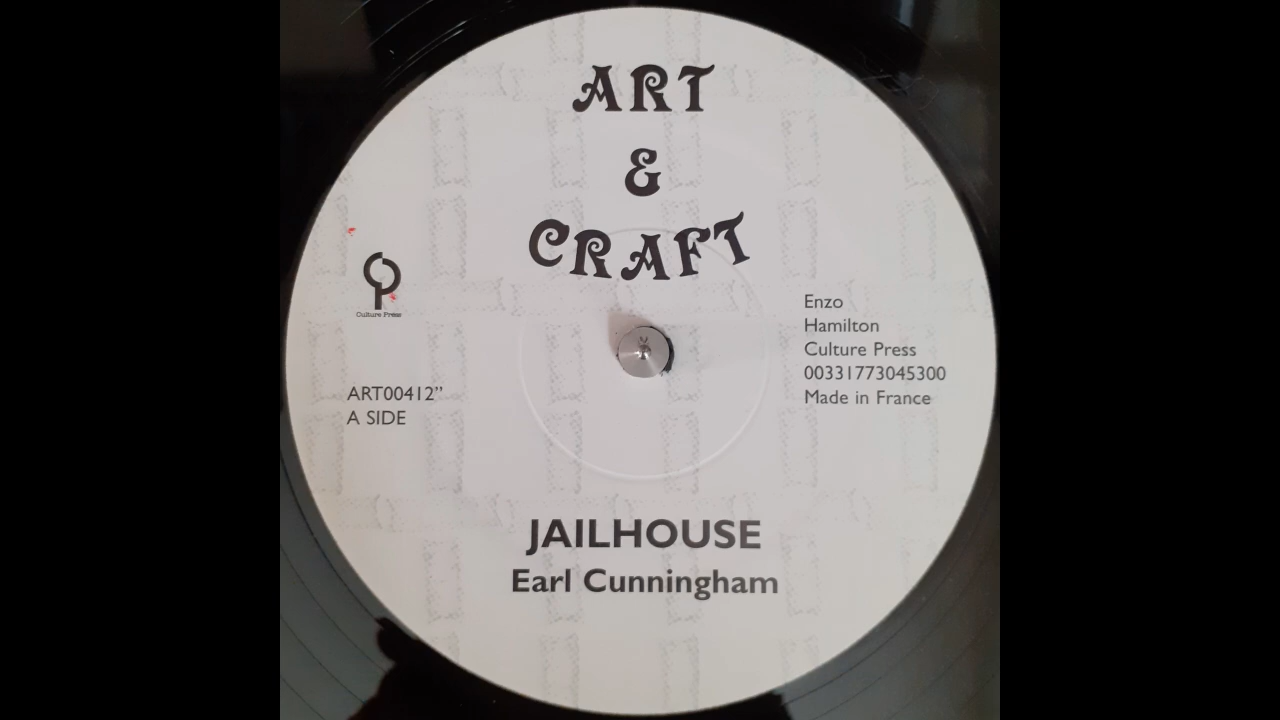 ART
&
CRAFT
Culture Press
ART00412”
A SIDE
Enzo
Hamilton
Culture Press
00331773045300
Made in France
JAILHOUSE
Earl Cunningham